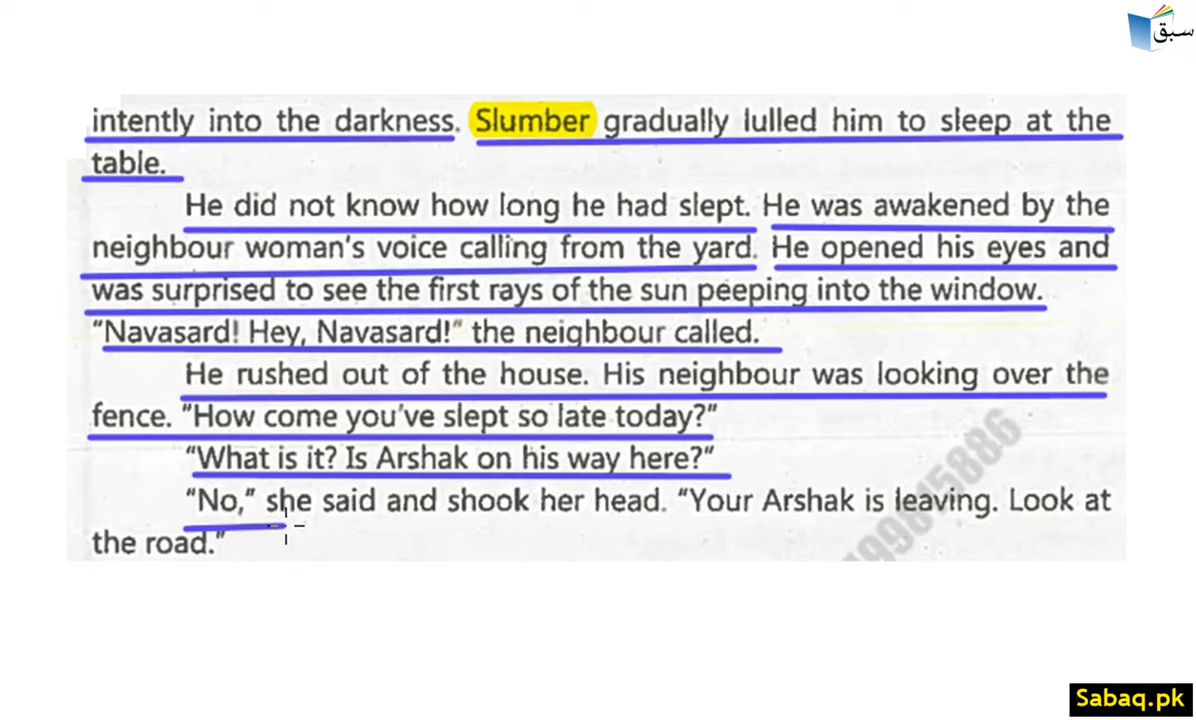 سبق
intently into the darkness. Slumber gradually lulled him to sleep at the
table.
He did not know how long he had slept. He was awakened by the
neighbour woman's voice calling from the yard. He opened his eyes and
was surprised to see the first rays of the sun peeping into the window.
"Navasard! Hey, Navasard!" the neighbour called.
He rushed out of the house. His neighbour was looking over the
fence. "How come you've slept so late today?"
"What is it? Is Arshak on his way here?"
"No," she said and shook her head. "Your Arshak is leaving. Look at
the road."
Sabaq.pk